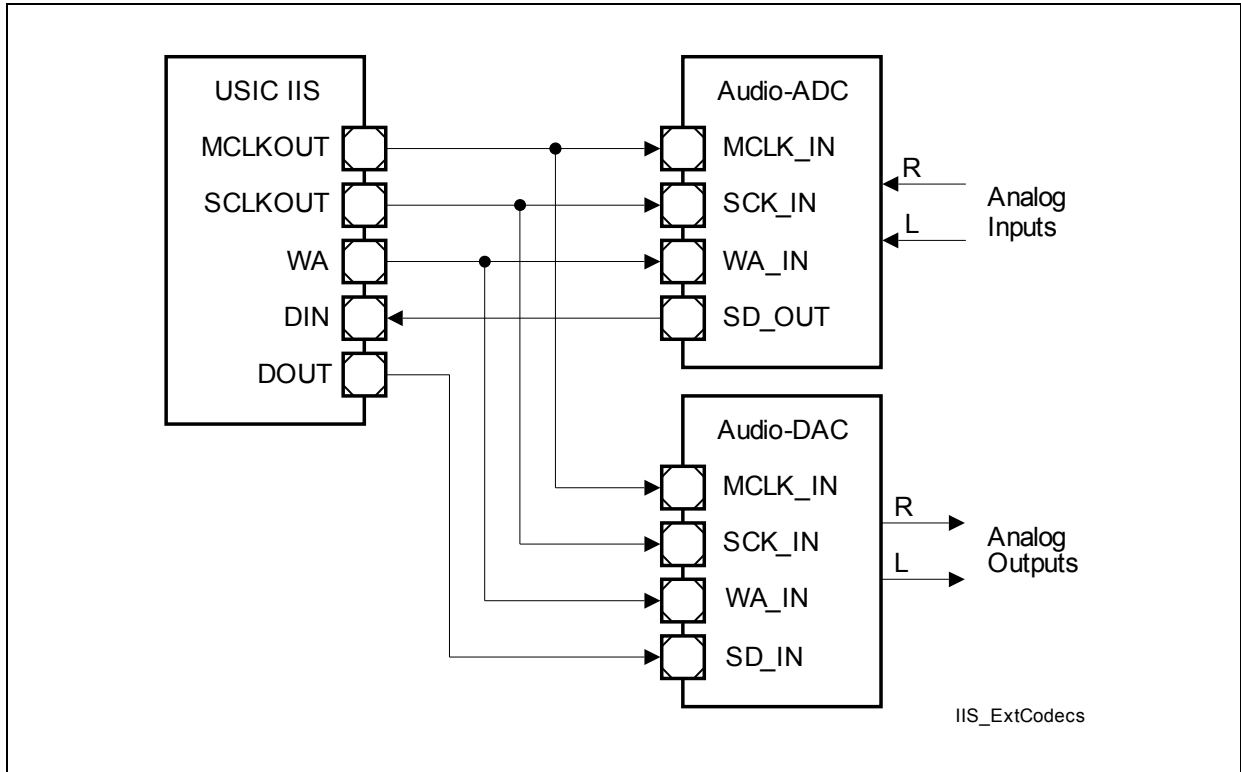 USIC IIS
MCLKOUT
SCLKOUT
WA
DIN
DOUT
Audio-ADC
MCLK_IN
SCK_IN
WA_IN
SD_OUT
R
L
Analog
Inputs
Audio-DAC
MCLK_IN
SCK_IN
WA_IN
SD_IN
R
L
Analog
Outputs
IIS_ExtCodecs